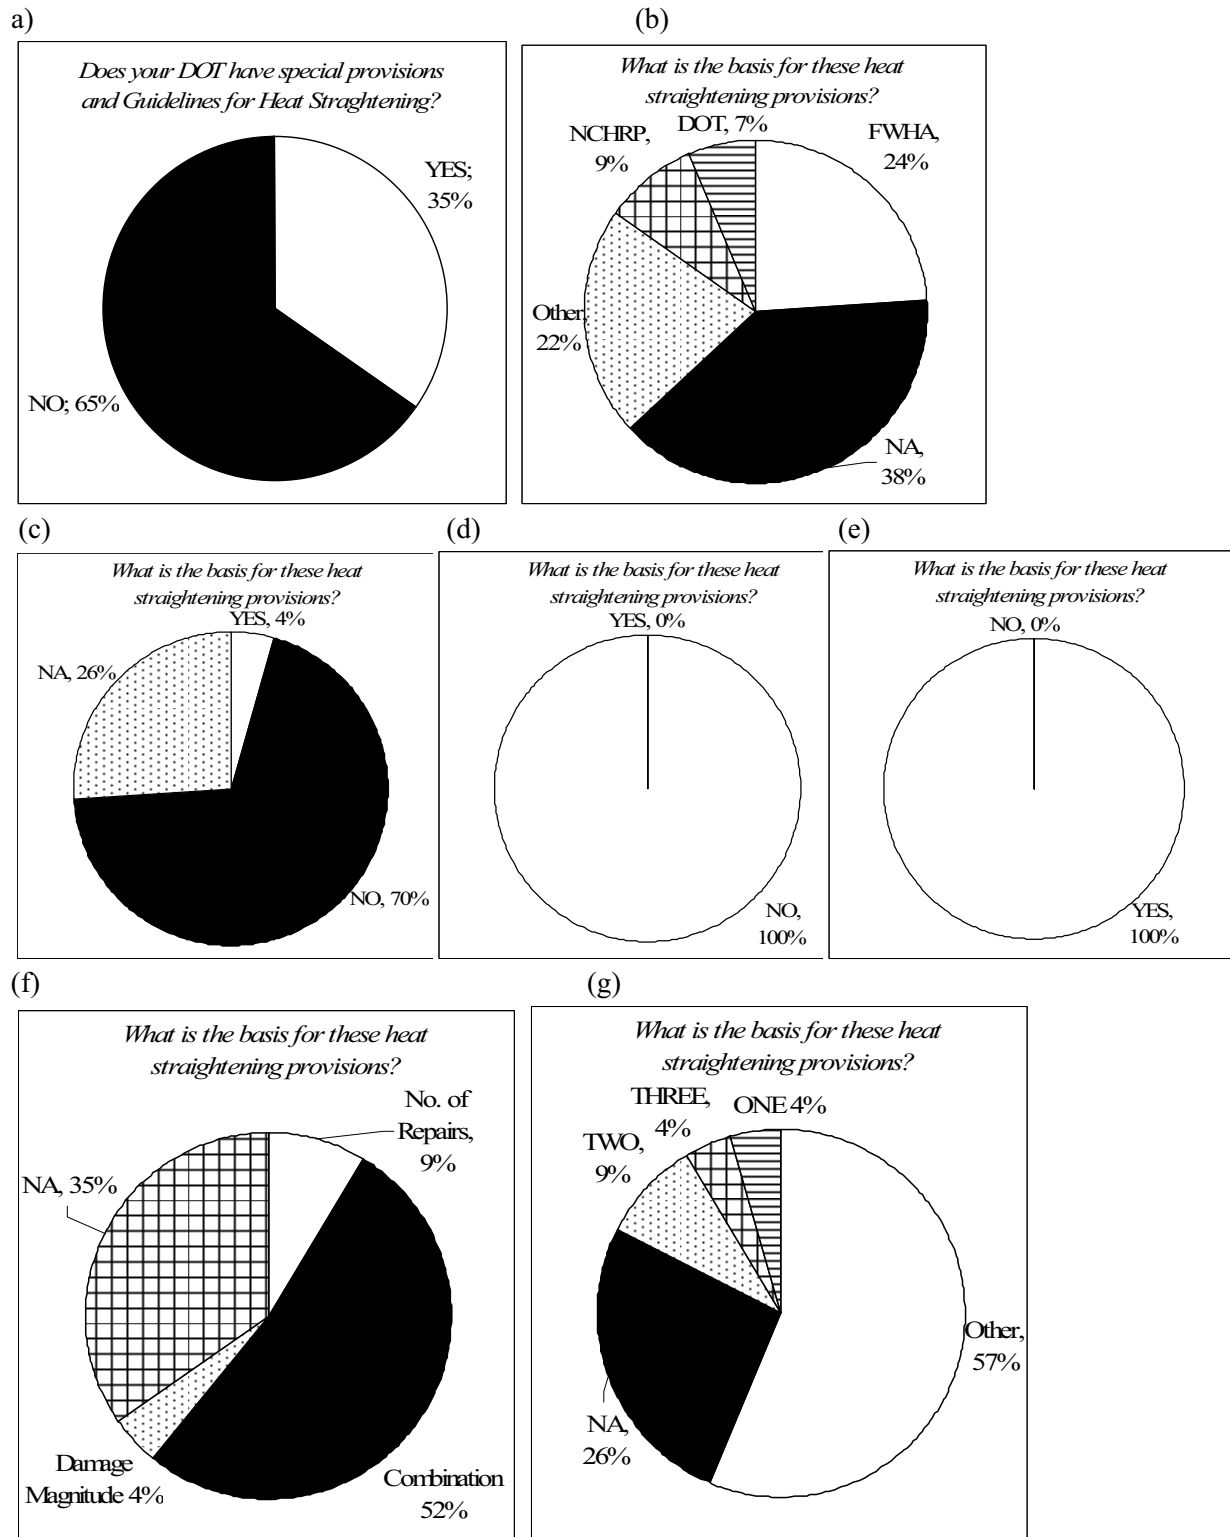 a)
(b)
Does your DOT have special provisions
and Guidelines for Heat Straghtening?
YES;
35%
NO; 65%
What is the basis for these heat
straightening provisions?
DOT, 7%
NCHRP,
9%
FWHA,
24%
Other,
22%
NA,
38%
(c)
(d)
(e)
What is the basis for these heat
straightening provisions?
YES, 4%
NA, 26%
NO, 70%
What is the basis for these heat
straightening provisions?
YES, 0%
NO,
100%
What is the basis for these heat
straightening provisions?
NO, 0%
YES,
100%
(f)
(g)
What is the basis for these heat
straightening provisions?
No. of
Repairs,
9%
NA, 35%
Damage
Magnitude 4%
Combination
52%
What is the basis for these heat
straightening provisions?
THREE,
4%
ONE 4%
TWO,
9%
Other,
57%
NA,
26%